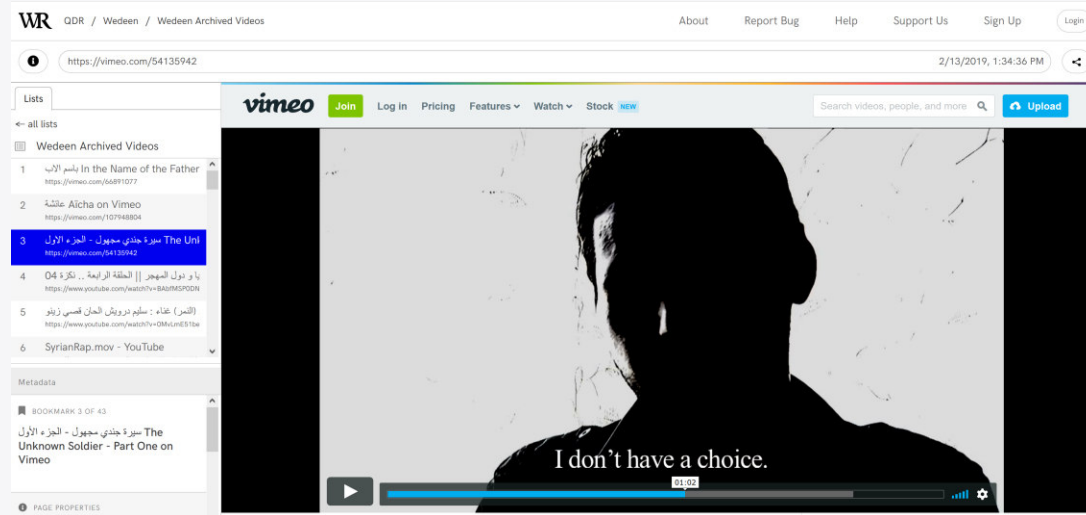 WR QDR / Wedeen / Wedeen Archived Videos About Report Bug Help Support Us Sign Up Login
https://vimeo.com/54135942 2/13/2019, 1:34:36 PM
Lists
← all lists
Wedeen Archived Videos
1 باسم الاب In the Name of the Father
https://vimeo.com/66891077
2 عائشة Aïcha on Vimeo
https://vimeo.com/107948804
3 سيرة جندي مجهول - الجزء الاول The Unk
https://vimeo.com/54135942
4 يا و دول المهجر || الحلقة الرابعة .. نكزة 04
https://www.youtube.com/watch?v=BAbfMSP0DN
5 (النمر) غناء : سليم درويش الحان قصي زينو
https://www.youtube.com/watch?v=0MvLmE51be
6 SyrianRap.mov - YouTube
Metadata
BOOKMARK 3 OF 43
سيرة جندي مجهول - الجزء الأول The
Unknown Soldier - Part One on
Vimeo
PAGE PROPERTIES
vimeo Join Log in Pricing Features Watch Stock NEW Search videos, people, and more Upload
I don't have a choice.
01:02